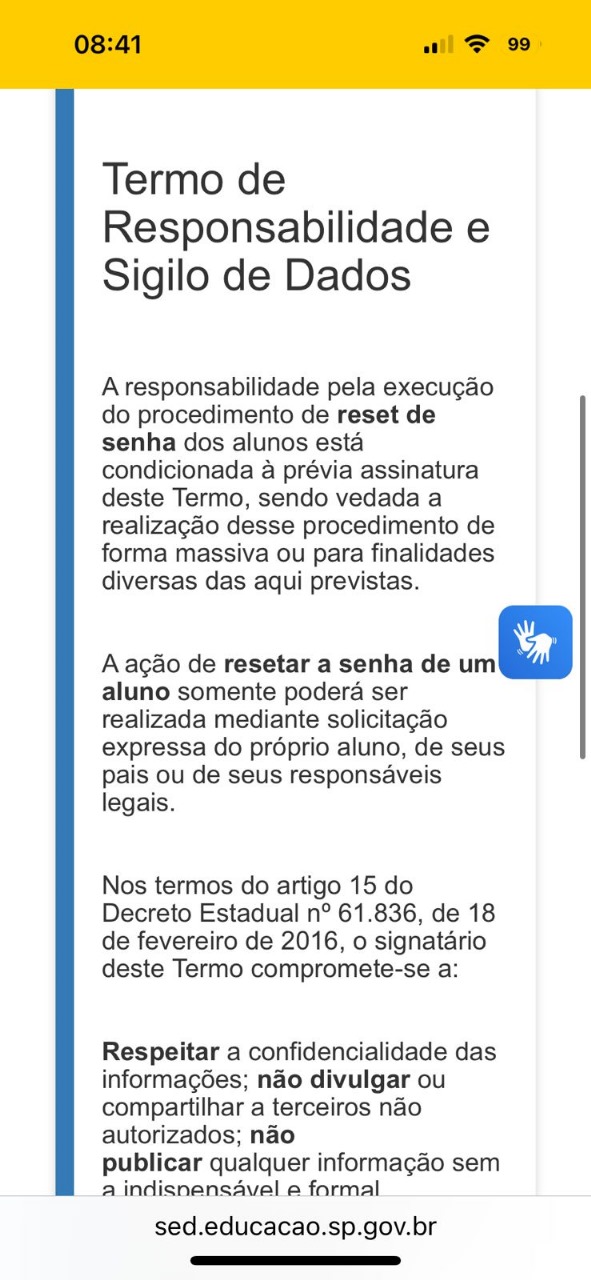 08:41
99
Termo de
Responsabilidade e
Sigilo de Dados
A responsabilidade pela execução
do procedimento de reset de
senha dos alunos está
condicionada à prévia assinatura
deste Termo, sendo vedada a
realização desse procedimento de
forma massiva ou para finalidades
diversas das aqui previstas.
A ação de resetar a senha de um
aluno somente poderá ser
realizada mediante solicitação
expressa do próprio aluno, de seus
pais ou de seus responsáveis
legais.
Nos termos do artigo 15 do
Decreto Estadual nº 61.836, de 18
de fevereiro de 2016, o signatário
deste Termo compromete-se a:
Respeitar a confidencialidade das
informações; não divulgar ou
compartilhar a terceiros não
autorizados; não
publicar qualquer informação sem
a indispensável e formal
sed.educacao.sp.gov.br